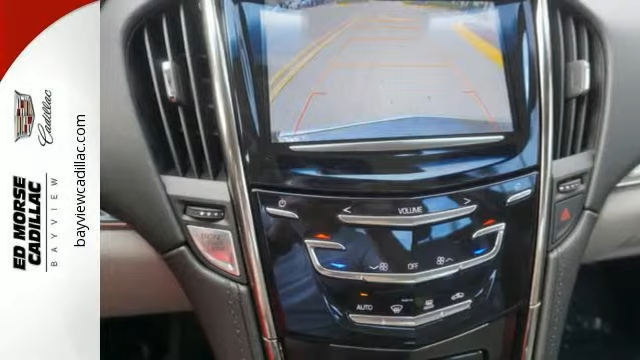 Cadillac
ED MORSE
CADILLAC
BAYVIEW
bayviewcadillac.com
VOLUME
OFF
AUTO